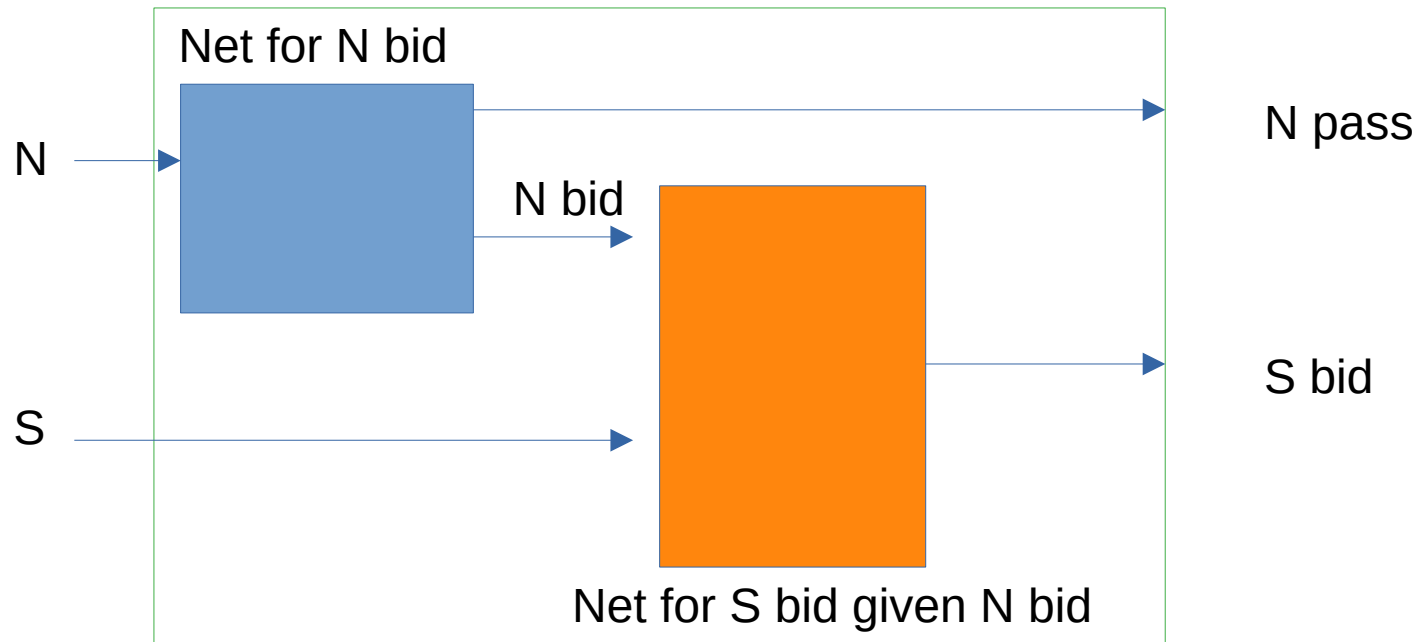 Net for N bid
N pass
N
N bid
S bid
S
Net for S bid given N bid